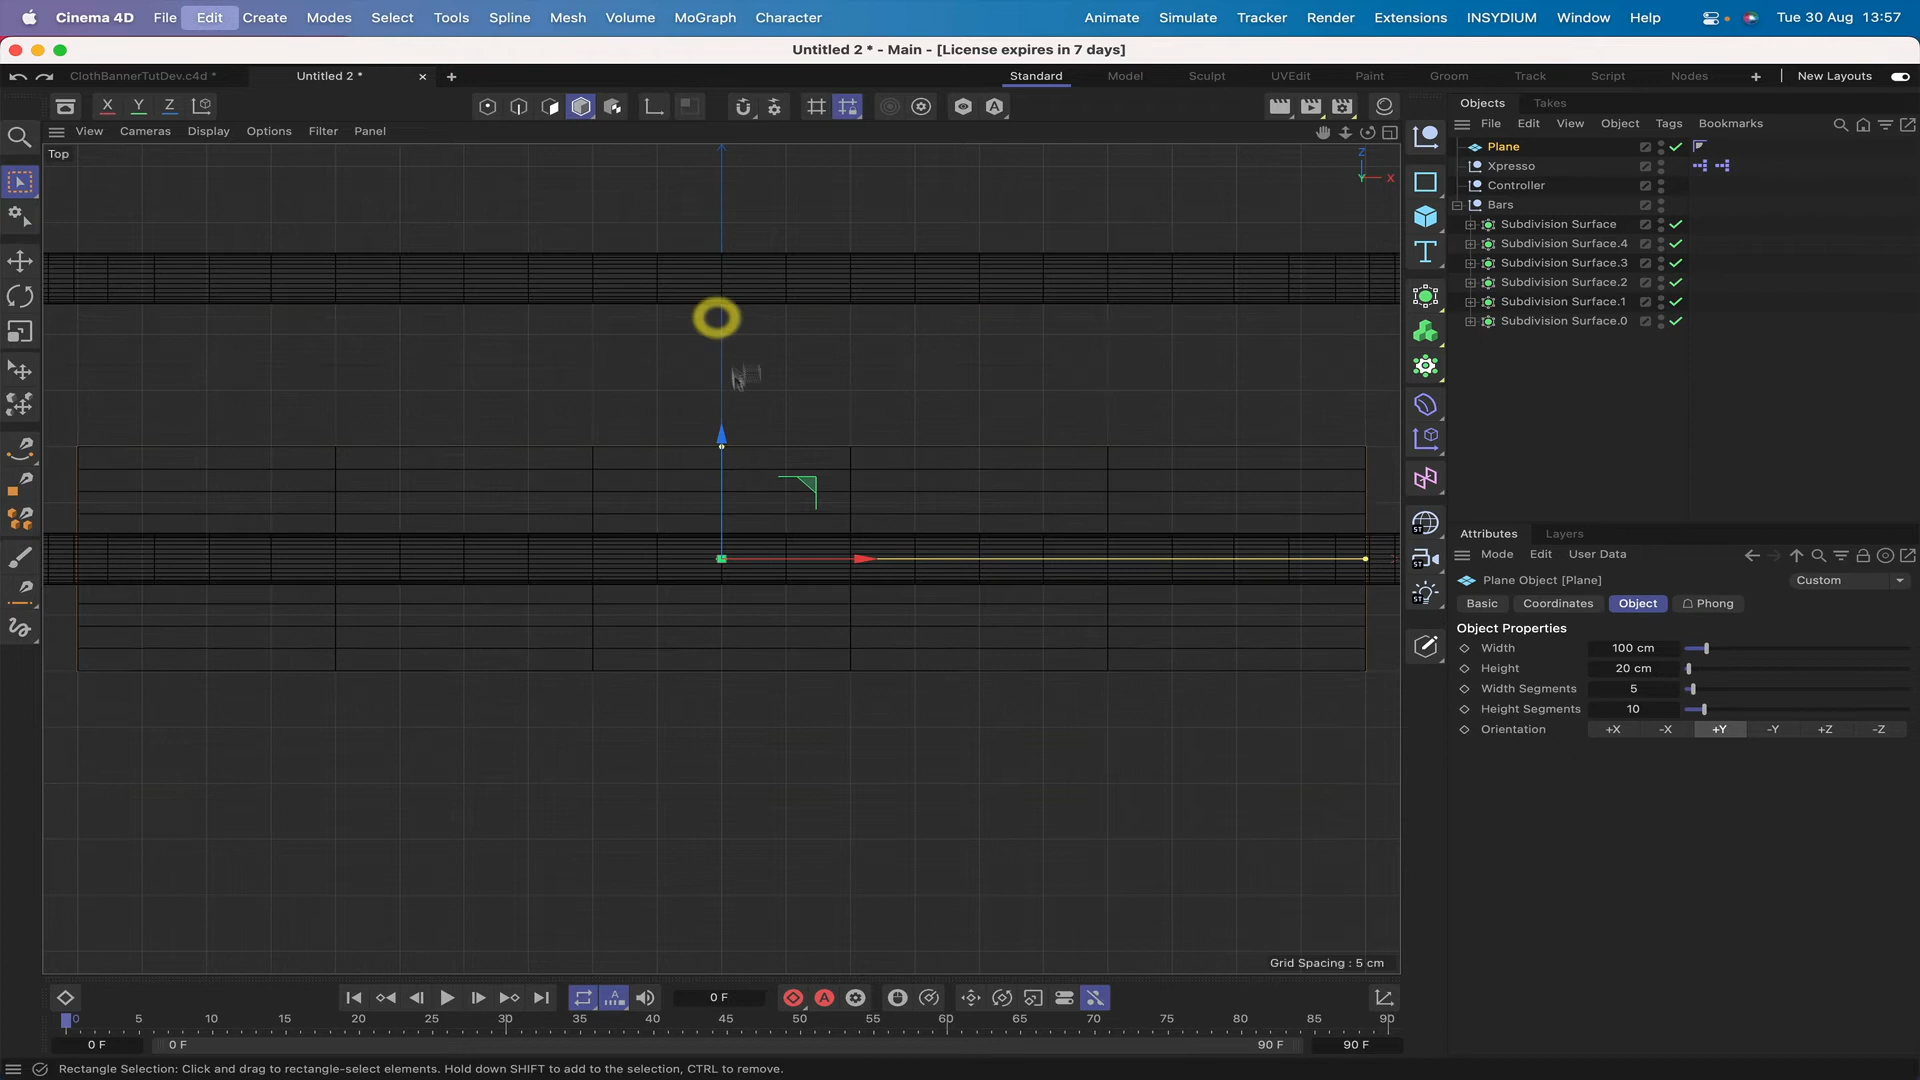 Cinema 4D File Edit Create Modes Select Tools Spline Mesh Volume MoGraph Character Animate Simulate Tracker Render Extensions INSYDIUM Window Help Tue 30 Aug 13:57
Untitled 2 * - Main - [License expires in 7 days]
ClothBannerTutDev.c4d * Untitled 2 * Standard Model Sculpt UVEdit Paint Groom Track Script Nodes New Layouts
X Y Z A Objects Takes
View Cameras Display Options Filter Panel File Edit View Object Tags Bookmarks
Top
Plane
Xpresso
Controller
Bars
Subdivision Surface
Subdivision Surface.4
Subdivision Surface.3
Subdivision Surface.2
Subdivision Surface.1
Subdivision Surface.0
Z
Y X
ST
ST
ST
Attributes Layers
Mode Edit User Data
Plane Object [Plane] Custom
Basic Coordinates Object Phong
Object Properties
Width 100 cm
Height 20 cm
Width Segments 5
Height Segments 10
Orientation +X -X +Y -Y +Z -Z
Grid Spacing : 5 cm
A 0 F A
0 5 10 15 20 25 30 35 40 45 50 55 60 65 70 75 80 85 90
0 F 0 F 90 F 90 F
Rectangle Selection: Click and drag to rectangle-select elements. Hold down SHIFT to add to the selection, CTRL to remove.